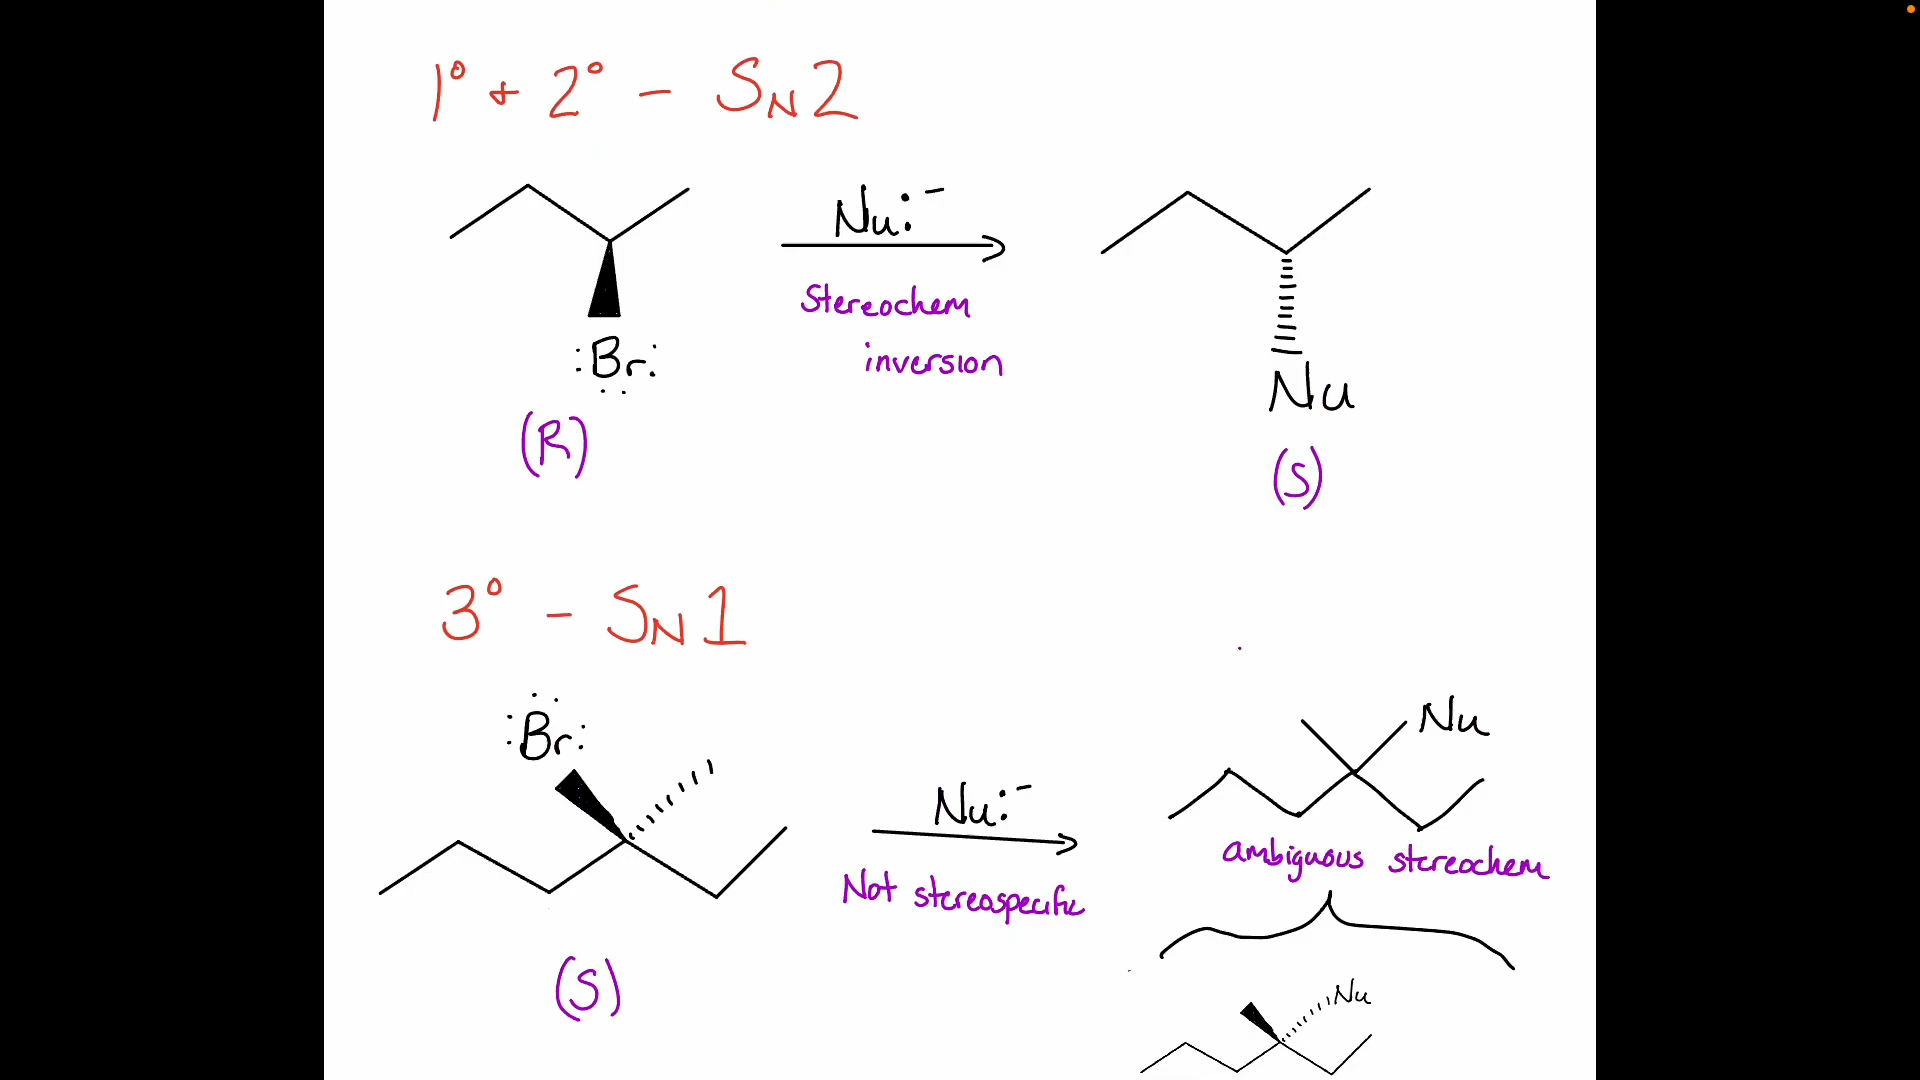 1° + 2° - SN2
Nu:⁻
Stereochem
inversion
:Br:
Nu
(R)
(S)
3° - SN1
:Br:
Nu
Nu:⁻
ambiguous stereochem
Not stereospecific
(S)
Nu